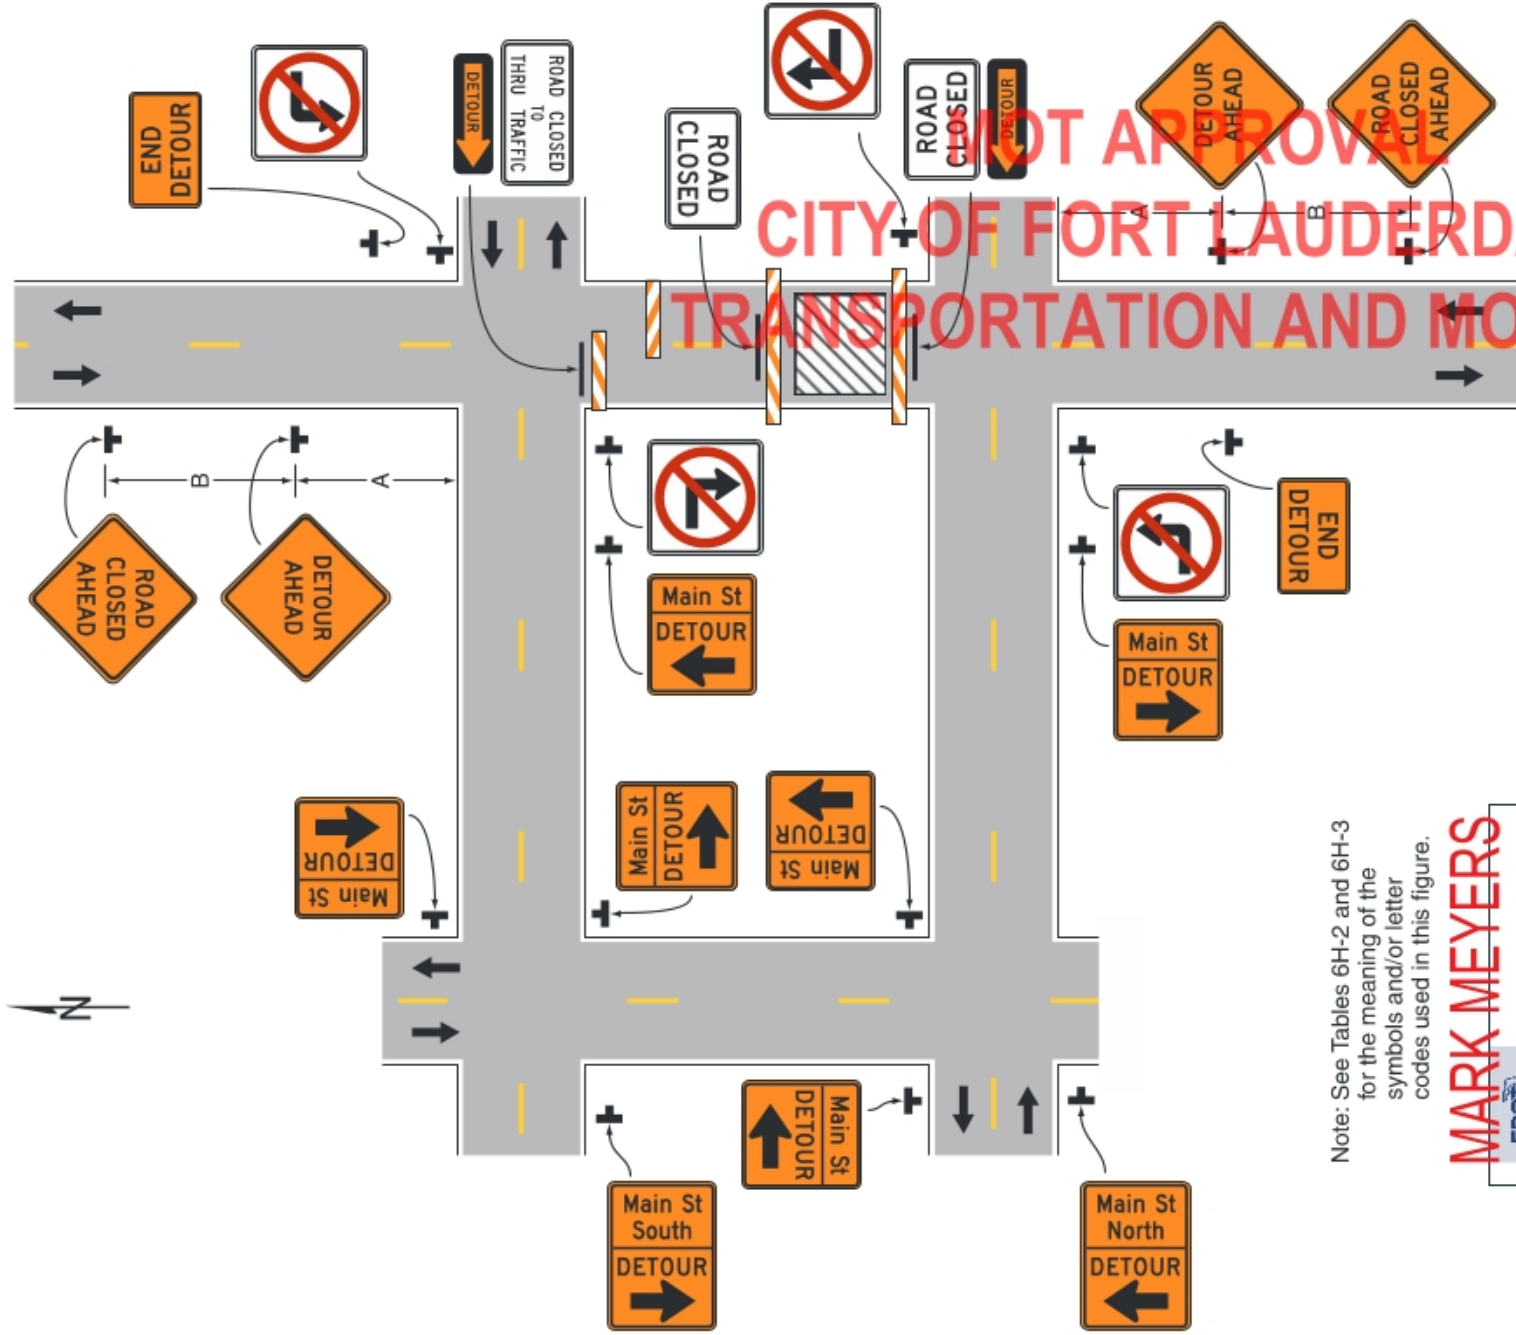 END
DETOUR
DETOUR
ROAD CLOSED
TO
THRU TRAFFIC
ROAD
CLOSED
ROAD
CLOSED
DETOUR
DETOUR
AHEAD
ROAD
CLOSED
AHEAD
MOT APPROVAL
CITY OF FORT LAUDERD
TRANSPORTATION AND MO
A
B
B
A
ROAD
CLOSED
AHEAD
DETOUR
AHEAD
Main St
DETOUR
END
DETOUR
Main St
DETOUR
Main St
DETOUR
Main St
DETOUR
Main St
DETOUR
N
Main St
DETOUR
Main St
South
DETOUR
Main St
North
DETOUR
Note: See Tables 6H-2 and 6H-3
for the meaning of the
symbols and/or letter
codes used in this figure.
MARK MEYERS